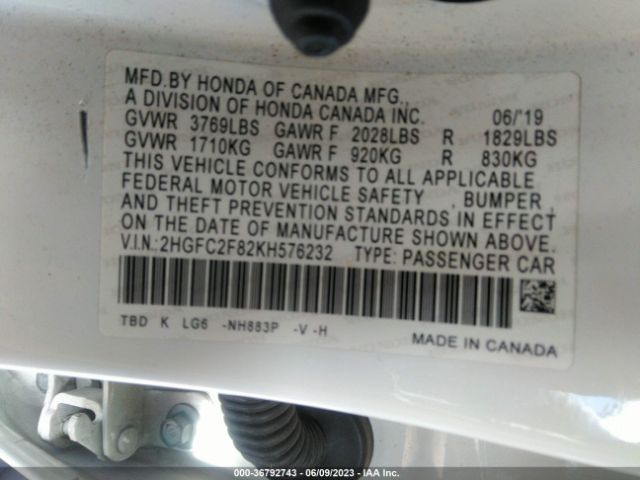 MFD.BY HONDA OF CANADA MFG.,
A DIVISION OF HONDA CANADA INC. 06/'19
GVWR 3769LBS GAWR F 2028LBS R 1829LBS
GVWR 1710KG GAWR F 920KG R 830KG
THIS VEHICLE CONFORMS TO ALL APPLICABLE
FEDERAL MOTOR VEHICLE SAFETY , BUMPER ,
AND THEFT PREVENTION STANDARDS IN EFFECT
ON THE DATE OF MANUFACTURE SHOWN ABOVE.
V.I.N.:2HGFC2F82KH576232 TYPE: PASSENGER CAR
TBD K LG6 -NH883P -V -H
MADE IN CANADA
000-36792743 - 06/09/2023 - IAA Inc.